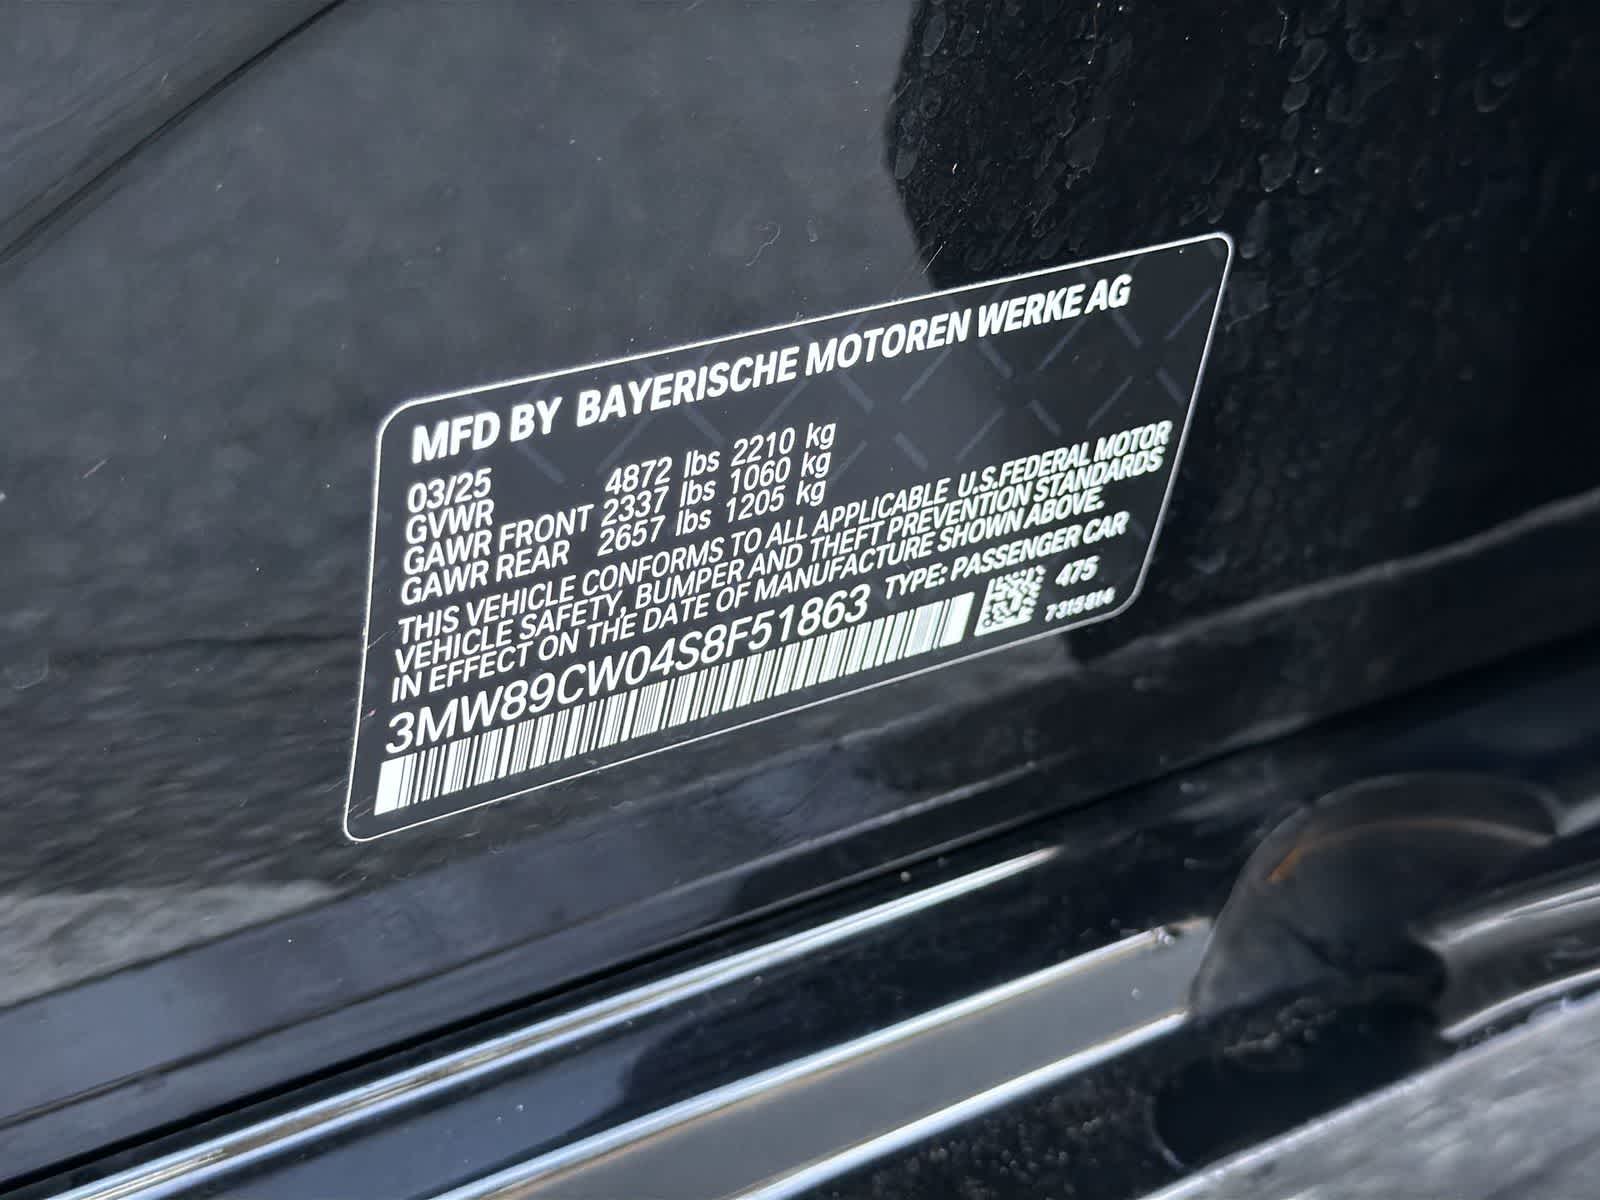 MFD BY BAYERISCHE MOTOREN WERKE AG
03/25
GVWR 4872 lbs 2210 kg
GAWR FRONT 2337 lbs 1060 kg
GAWR REAR 2657 lbs 1205 kg
THIS VEHICLE CONFORMS TO ALL APPLICABLE U.S.FEDERAL MOTOR
VEHICLE SAFETY, BUMPER AND THEFT PREVENTION STANDARDS
IN EFFECT ON THE DATE OF MANUFACTURE SHOWN ABOVE.
3MW89CW04S8F51863 TYPE: PASSENGER CAR
475
7315814